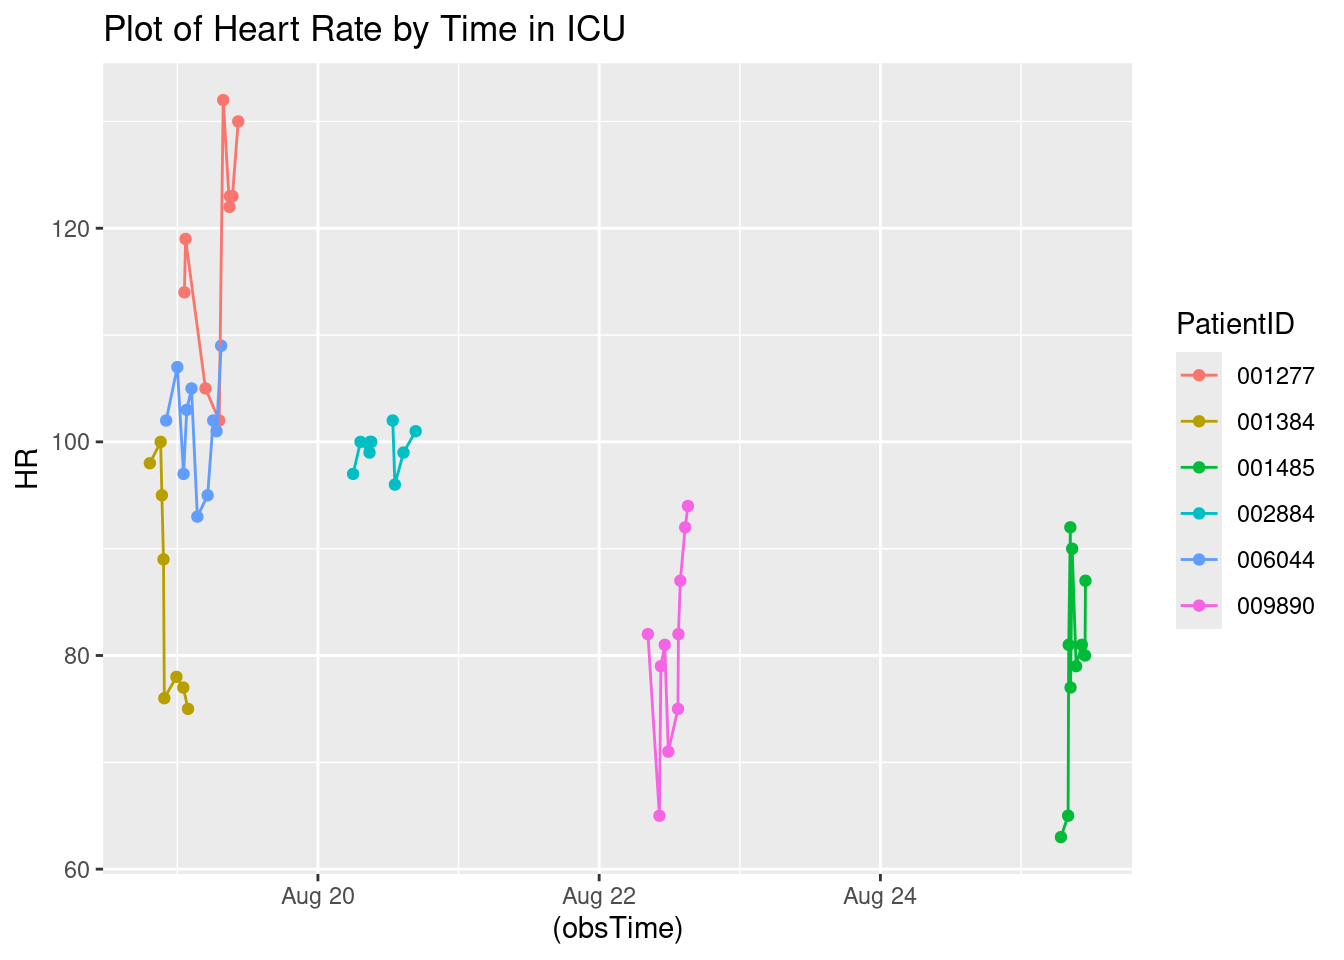 Plot of Heart Rate by Time in ICU
HR
120
100
80
60
Aug 20
Aug 22
Aug 24
(obsTime)
PatientID
001277
001384
001485
002884
006044
009890